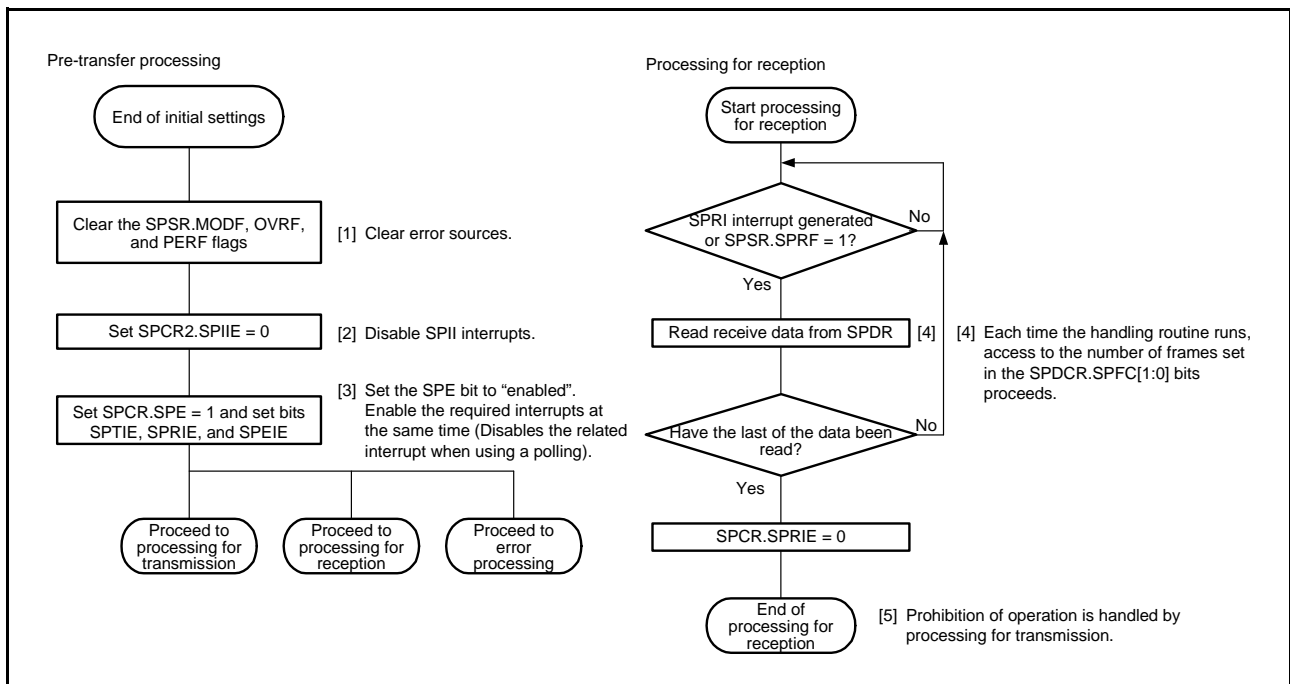 Pre-transfer processing
End of initial settings
Clear the SPSR.MODF, OVRF,
and PERF flags
[1] Clear error sources.
Set SPCR2.SPIIE = 0
[2] Disable SPII interrupts.
Set SPCR.SPE = 1 and set bits
SPTIE, SPRIE, and SPEIE
[3] Set the SPE bit to “enabled”.
Enable the required interrupts at
the same time (Disables the related
interrupt when using a polling).
Proceed to
processing for
transmission
Proceed to
processing for
reception
Proceed to
error
processing
Processing for reception
Start processing
for reception
SPRI interrupt generated
or SPSR.SPRF = 1?
No
Yes
Read receive data from SPDR
[4]
[4] Each time the handling routine runs,
access to the number of frames set
in the SPDCR.SPFC[1:0] bits
proceeds.
Have the last of the data been
read?
No
Yes
SPCR.SPRIE = 0
End of
processing for
reception
[5] Prohibition of operation is handled by
processing for transmission.